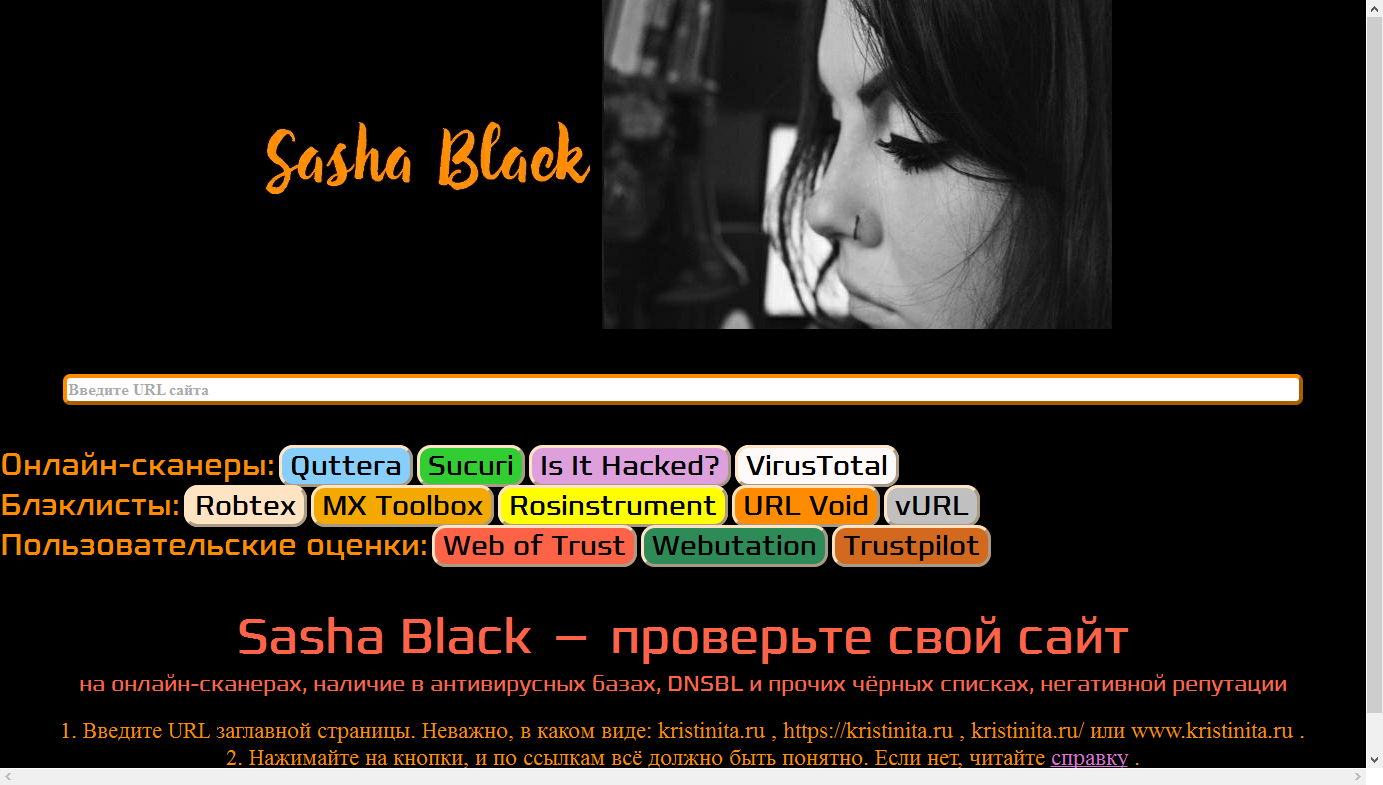 Sasha Black
Введите URL сайта
Онлайн-сканеры: Quttera Sucuri Is It Hacked? VirusTotal
Блэклисты: Robtex MX Toolbox Rosinstrument URL Void vURL
Пользовательские оценки: Web of Trust Webutation Trustpilot
Sasha Black — проверьте свой сайт
на онлайн-сканерах, наличие в антивирусных базах, DNSBL и прочих чёрных списках, негативной репутации
1. Введите URL заглавной страницы. Неважно, в каком виде: kristinita.ru , https://kristinita.ru , kristinita.ru/ или www.kristinita.ru .
2. Нажимайте на кнопки, и по ссылкам всё должно быть понятно. Если нет, читайте справку .